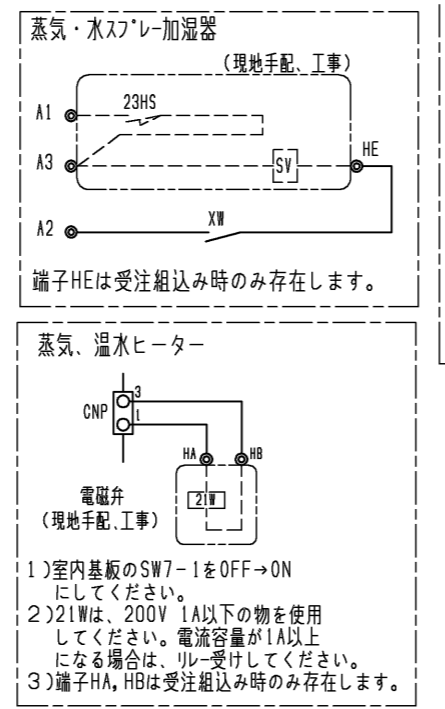 蒸気・水スプレー加湿器
(現地手配、工事)
A1
23HS
A3
SV
HE
A2
XW
端子HEは受注組込み時のみ存在します。
蒸気、温水ヒーター
CNP
3
1
HA
HB
21W
電磁弁
(現地手配、工事)
1)室内基板のSW7-1をOFF→ON
にしてください。
2)21Wは、200V 1A以下の物を使用
してください。電流容量が1A以上
になる場合は、リレー受けしてください。
3)端子HA,HBは受注組込み時のみ存在します。